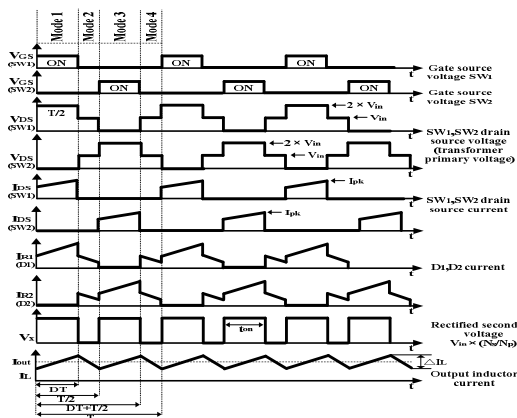 Mode 1
Mode 2
Mode 3
Mode 4
VGS
(SW1)
ON
ON
ON
t
Gate source
voltage SW1
VGS
(SW2)
ON
ON
ON
t
Gate source
voltage SW2
VDS
(SW1)
T/2
2 × Vin
Vin
t
SW1,SW2 drain
source voltage
(transformer
primary voltage)
VDS
(SW2)
2 × Vin
Vin
t
IDS
(SW1)
Ipk
t
SW1,SW2 drain
source current
IDS
(SW2)
Ipk
t
IR1
(D1)
t
D1,D2 current
IR2
(D2)
t
Vx
ton
t
Rectified second
voltage
Vin × (Ns/Np)
Iout
IL
△IL
t
Output inductor
current
DT
T/2
DT+T/2
T